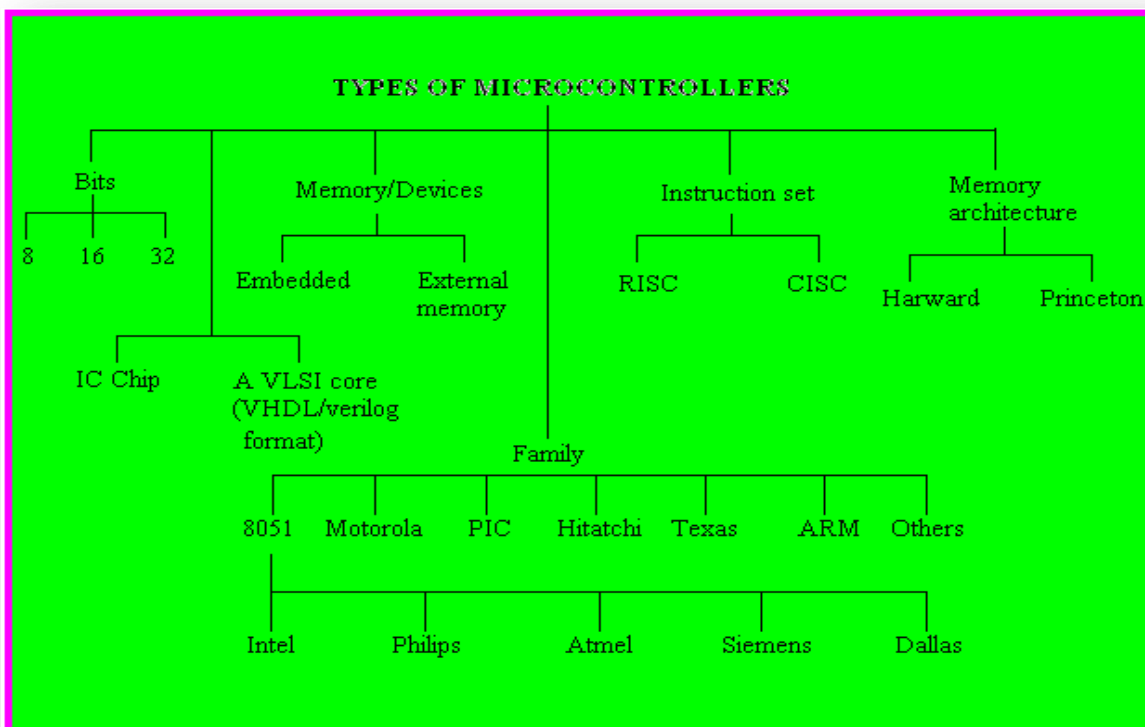 TYPES OF MICROCONTROLLERS
Bits
8 16 32
Memory/Devices
Embedded
External
memory
Instruction set
RISC CISC
Memory
architecture
Harward Princeton
IC Chip
A VLSI core
(VHDL/verilog
format)
Family
8051 Motorola PIC Hitatchi Texas ARM Others
Intel Philips Atmel Siemens Dallas